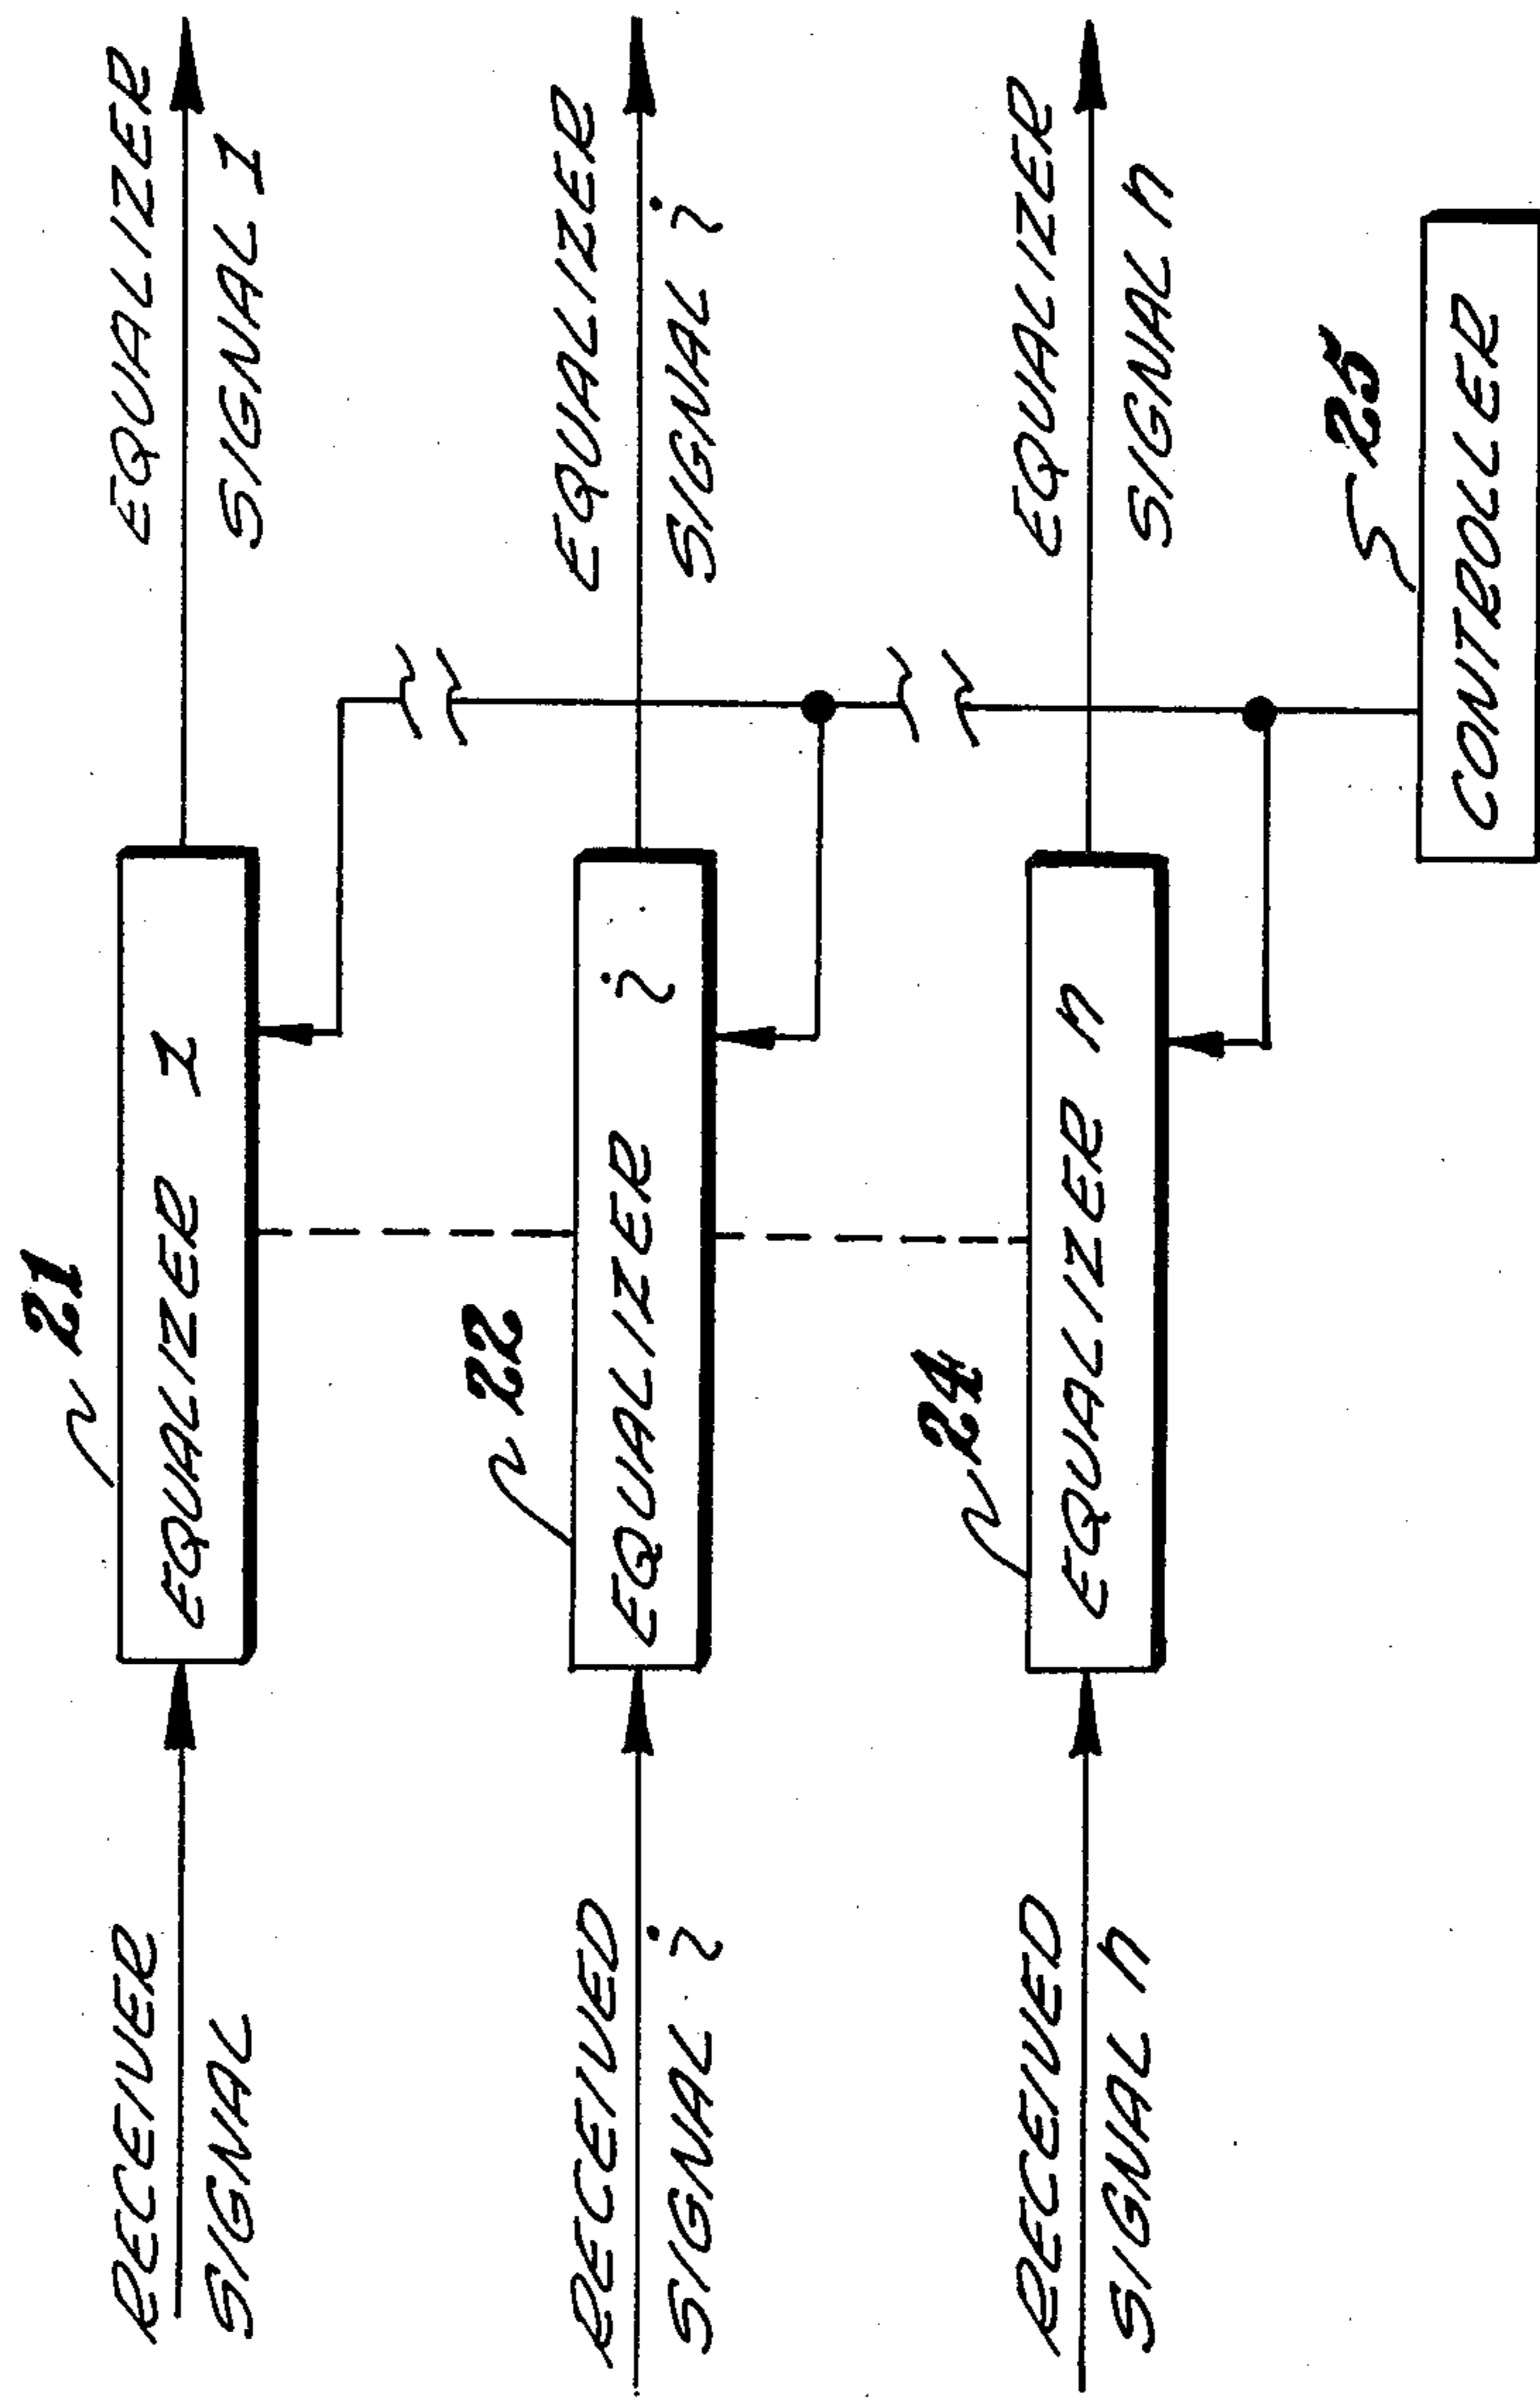 RECEIVER
SIGNAL
21
EQUALIZER 1
EQUALIZER
SIGNAL 1
RECEIVED
SIGNAL i
22
EQUALIZER i
EQUALIZER
SIGNAL i
RECEIVED
SIGNAL n
24
EQUALIZER n
EQUALIZER
SIGNAL n
25
CONTROLLER